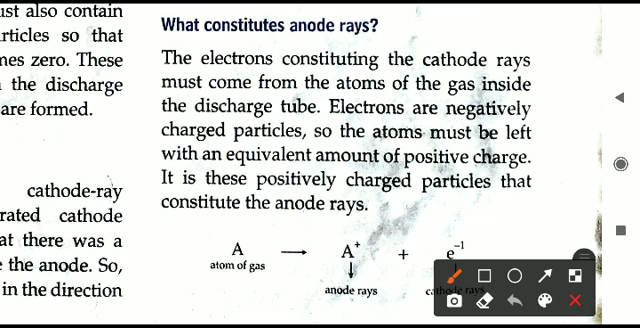 ust also contain
rticles so that
mes zero. These
the discharge
are formed.
cathode-ray
rated cathode
at there was a
the anode. So,
in the direction
What constitutes anode rays?
The electrons constituting the cathode rays
must come from the atoms of the gas inside
the discharge tube. Electrons are negatively
charged particles, so the atoms must be left
with an equivalent amount of positive charge.
It is these positively charged particles that
constitute the anode rays.
A ⟶ A⁺ + e⁻¹
atom of gas
↓
anode rays cathode rays